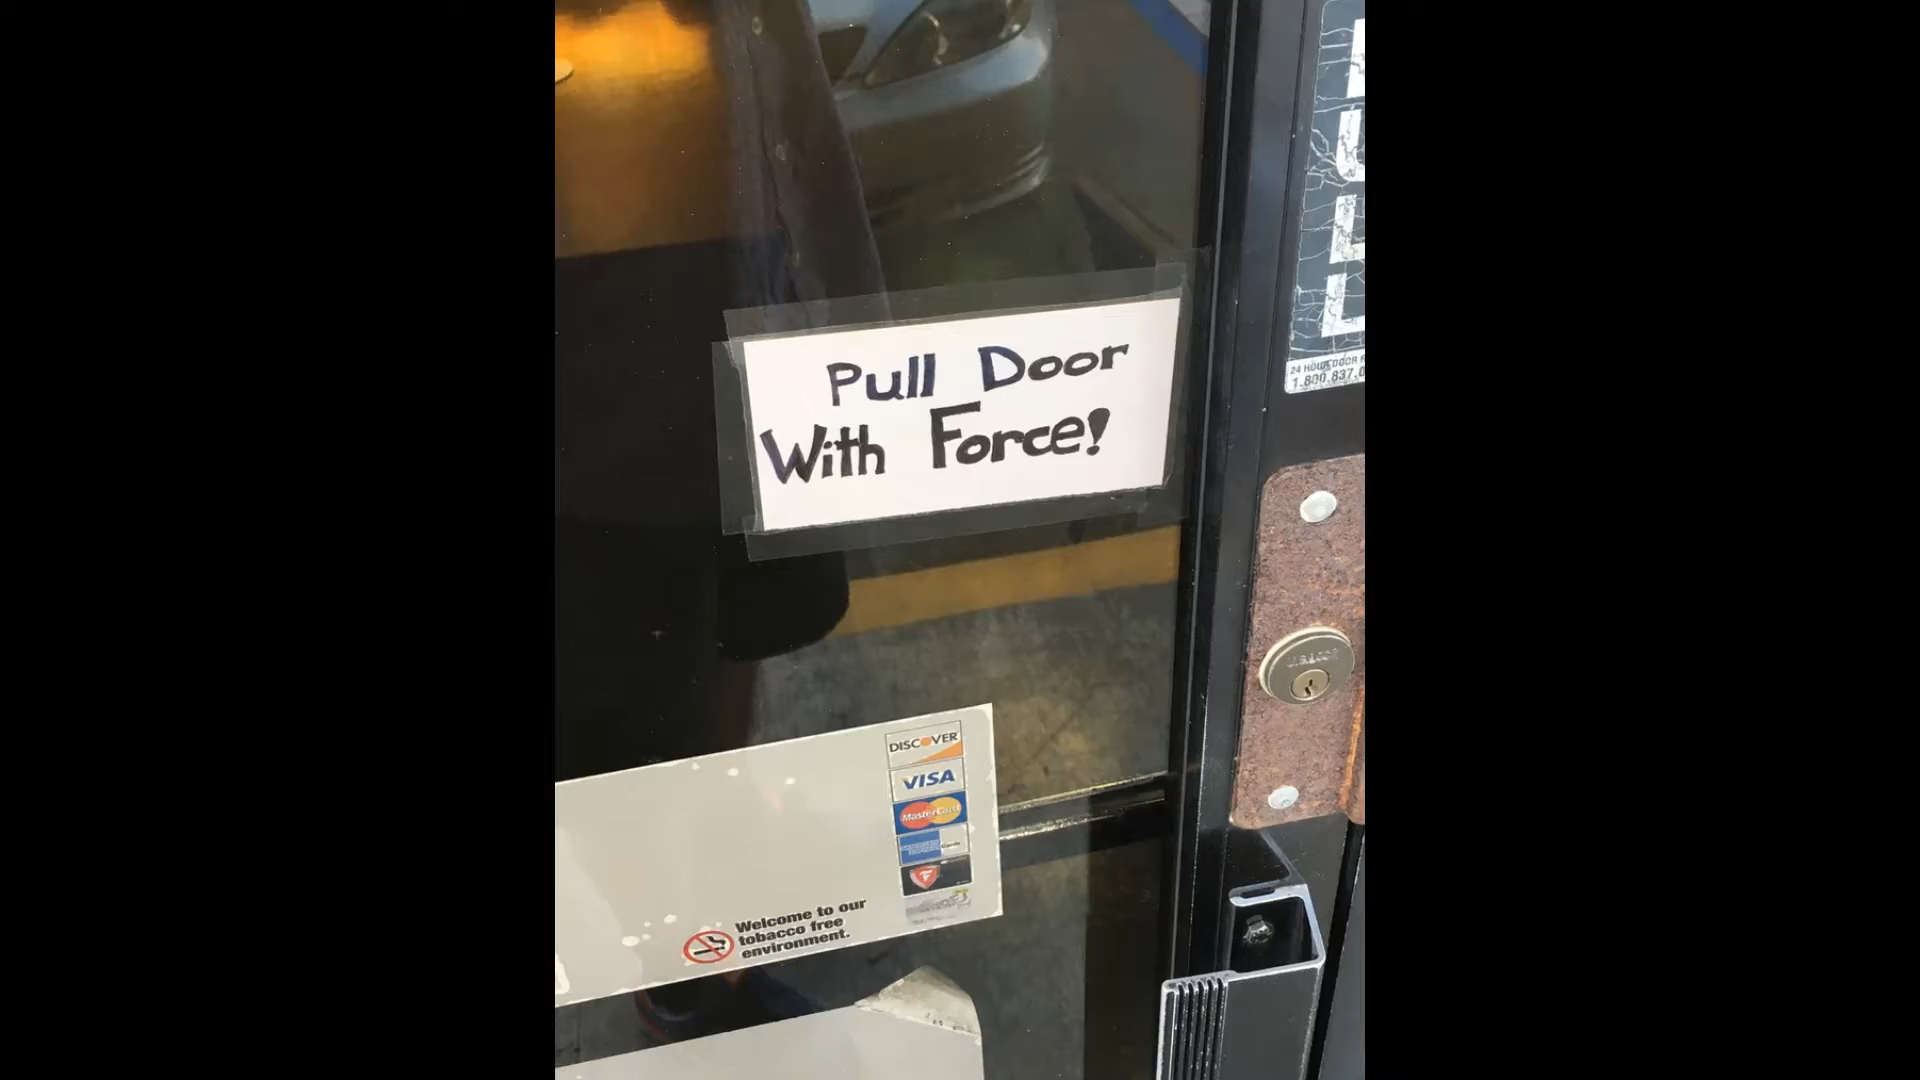 Pull Door
With Force!
24 HOUR DOOR
1.800.837.
DISCOVER
VISA
MasterCard
Welcome to our
tobacco free
environment.